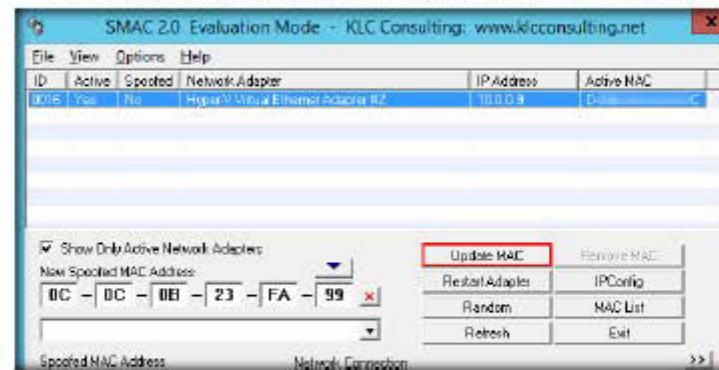 SMAC 2.0 Evaluation Mode - KLC Consulting: www.klcconsulting.net
File View Options Help
ID Active Spoofed Network Adapter IP Address Active MAC
0016 Yes No Hyper-V Virtual Ethernet Adapter #2 10.0.0.9
Show Only Active Network Adapters
New Spoofed MAC Address
0C - 0C - 0B - 23 - FA - 99
Update MAC Remove MAC
Restart Adapter IPConfig
Random MAC List
Refresh Exit
Spoofed MAC Address Network Connection >>